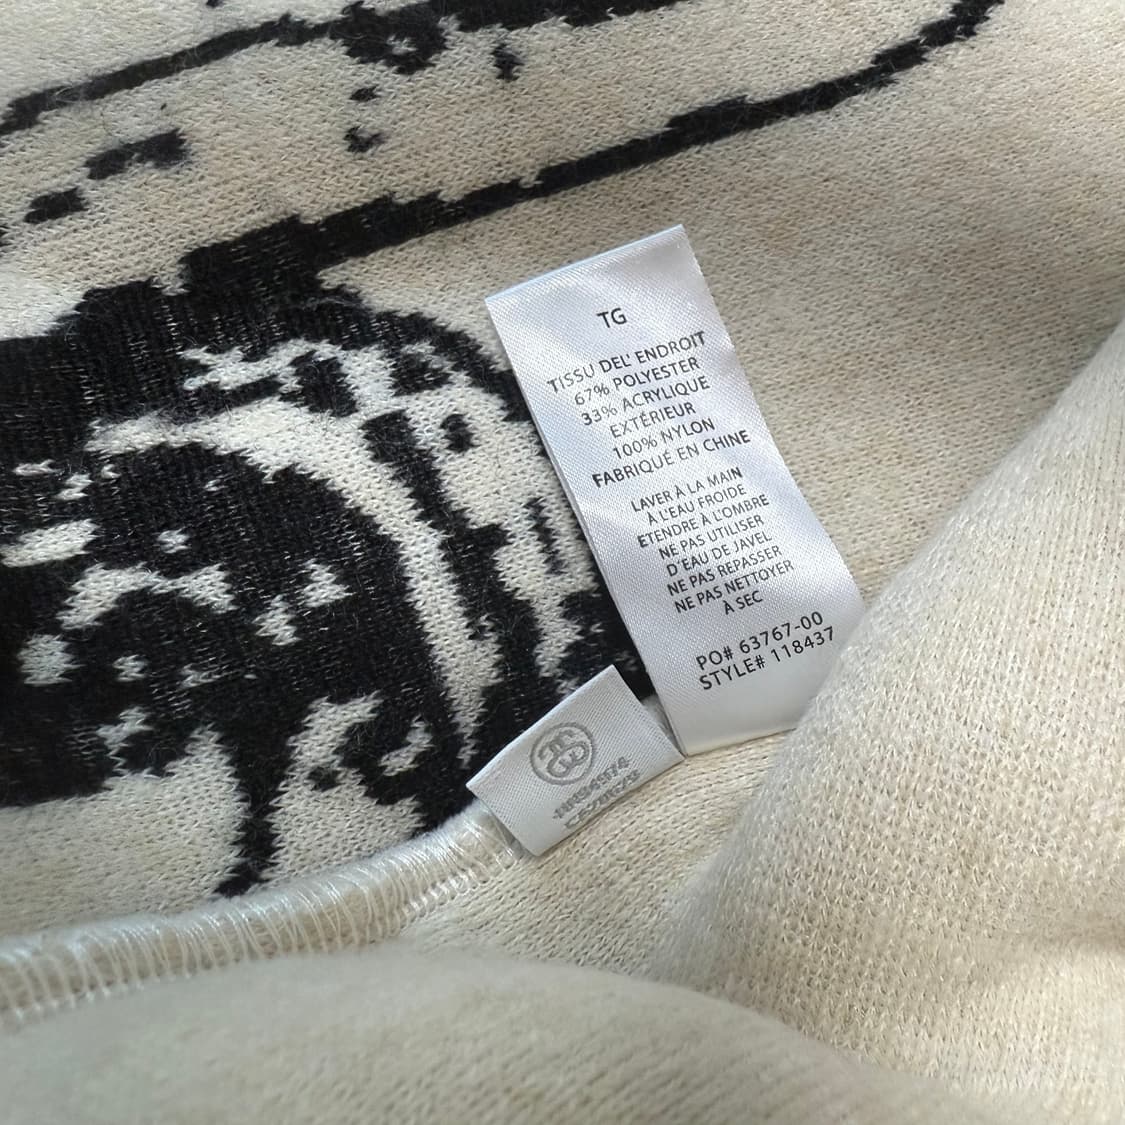 TG
TISSU DEL' ENDROIT
67% POLYESTER
33% ACRYLIQUE
EXTÉRIEUR
100% NYLON
FABRIQUÉ EN CHINE
LAVER À LA MAIN
À L'EAU FROIDE
ETENDRE À L'OMBRE
NE PAS UTILISER
D'EAU DE JAVEL
NE PAS REPASSER
NE PAS NETTOYER
À SEC
PO# 63767-00
STYLE# 118437